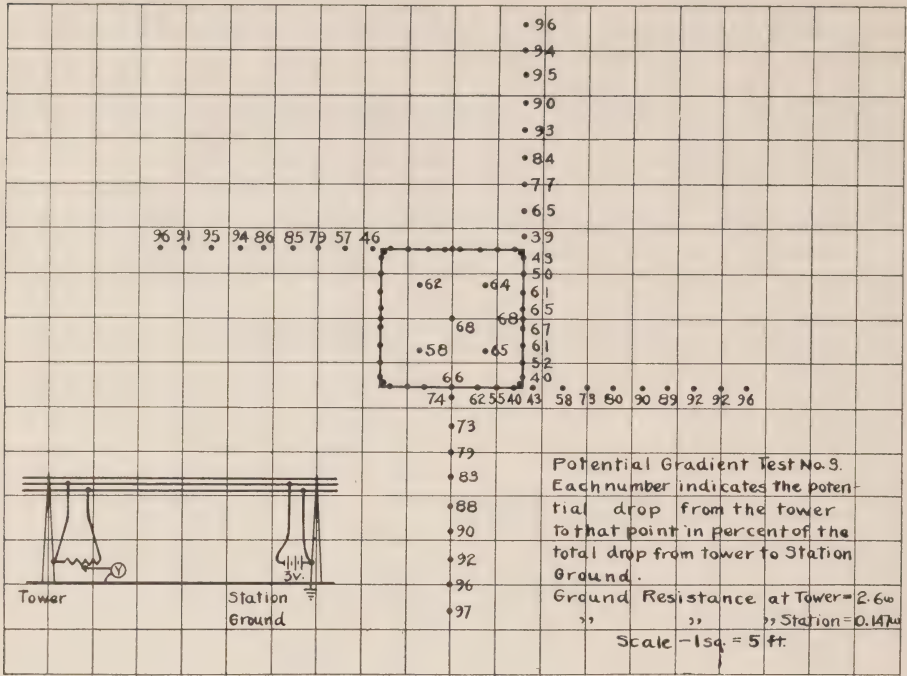 96
94
95
90
93
84
77
65
39
96 91 95 94 86 85 79 57 46
43
50
62 64
61
65
68 68
67
61
58 65
52
66
40
74 62 55 40 43 58 73 80 90 89 92 92 96
73
79
83
88
90
92
96
97
Potential Gradient Test No. 3.
Each number indicates the poten-
tial drop from the tower
to that point in percent of the
total drop from tower to Station
Ground.
Ground Resistance at Tower = 2.6ω
,, ,, ,, Station = 0.147ω
Scale - 1 sq. = 5 ft.
V
3v.
Tower
Station
Ground